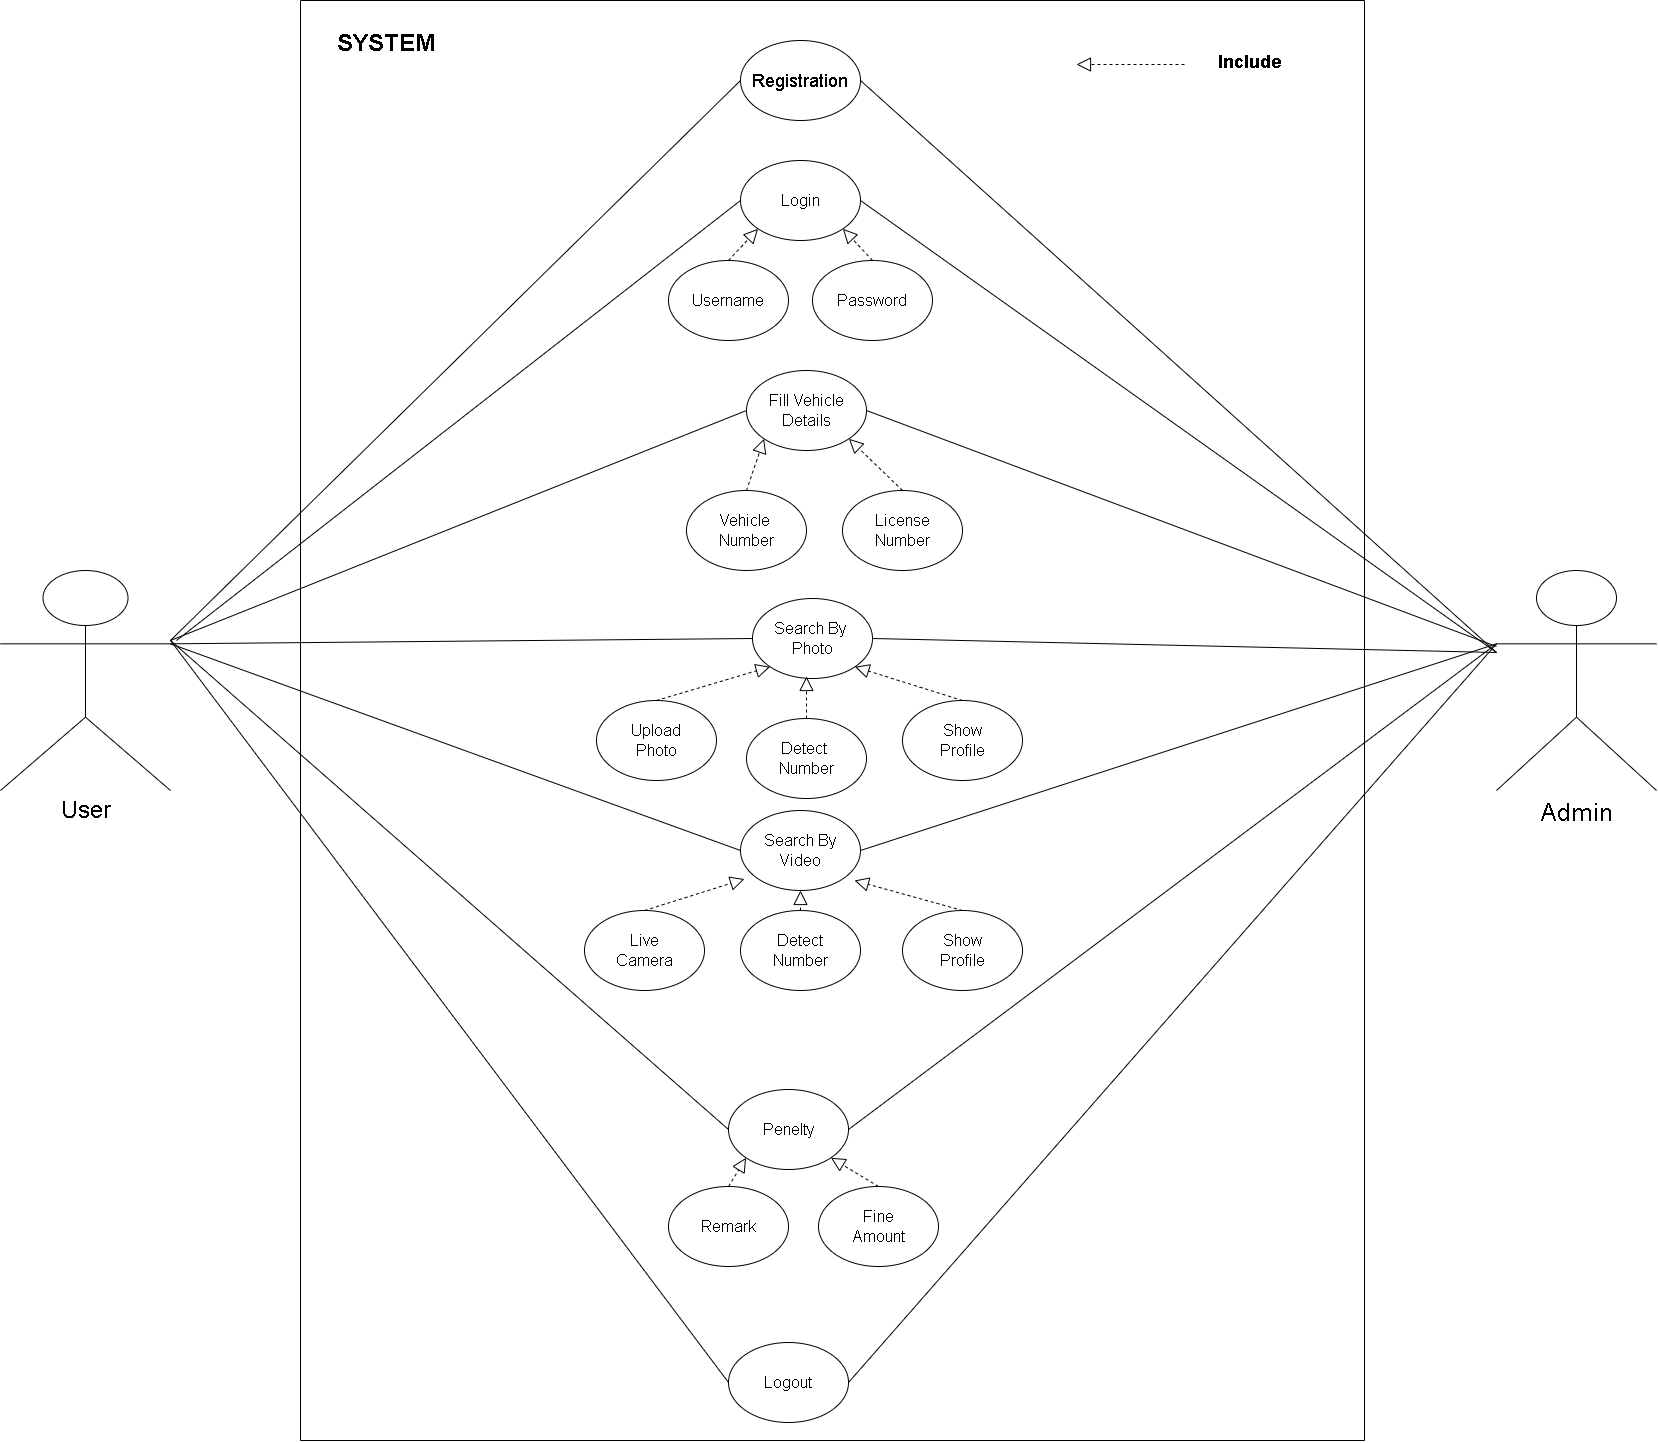 SYSTEM
Include
Registration
Login
Username
Password
Fill Vehicle
Details
Vehicle
Number
License
Number
Search By
Photo
Upload
Photo
Detect
Number
Show
Profile
User
Admin
Search By
Video
Live
Camera
Detect
Number
Show
Profile
Penelty
Remark
Fine
Amount
Logout